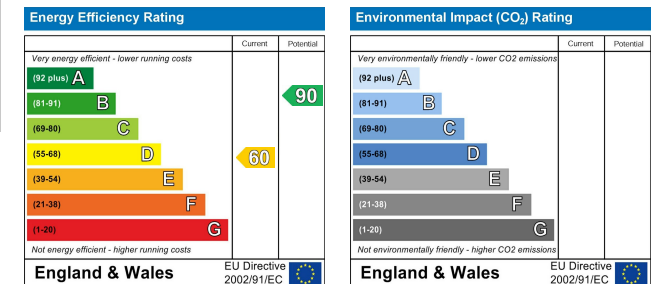 Energy Efficiency Rating
Current Potential
Very energy efficient - lower running costs
(92 plus) A
(81-91) B
90
(69-80) C
(55-68) D
60
(39-54) E
(21-38) F
(1-20) G
Not energy efficient - higher running costs
England & Wales
EU Directive
2002/91/EC
Environmental Impact (CO₂) Rating
Current Potential
Very environmentally friendly - lower CO2 emissions
(92 plus) A
(81-91) B
(69-80) C
(55-68) D
(39-54) E
(21-38) F
(1-20) G
Not environmentally friendly - higher CO2 emissions
England & Wales
EU Directive
2002/91/EC